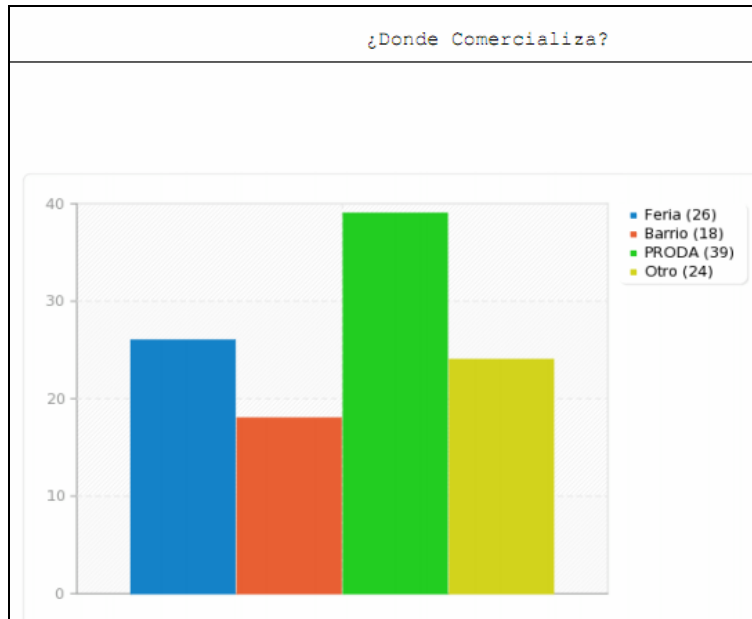 ¿Donde Comercializa?
40
30
20
10
0
Feria (26)
Barrio (18)
PRODA (39)
Otro (24)